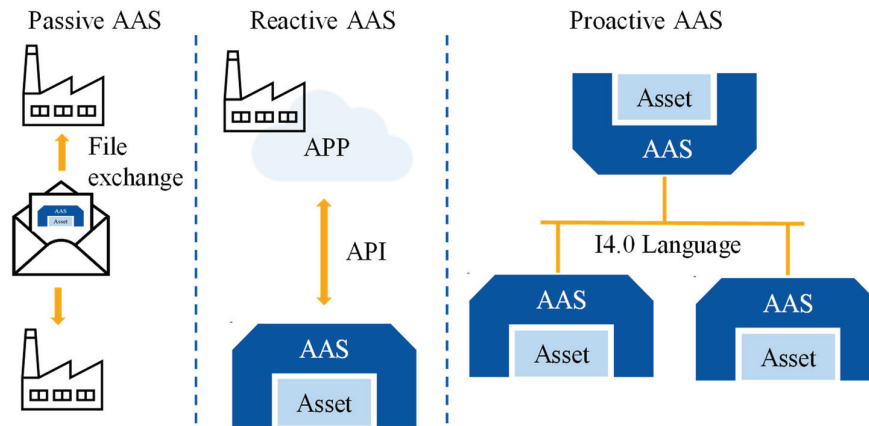 Passive AAS
File
exchange
AAS
Asset
Reactive AAS
APP
API
AAS
Asset
Proactive AAS
Asset
AAS
I4.0 Language
AAS
Asset
AAS
Asset